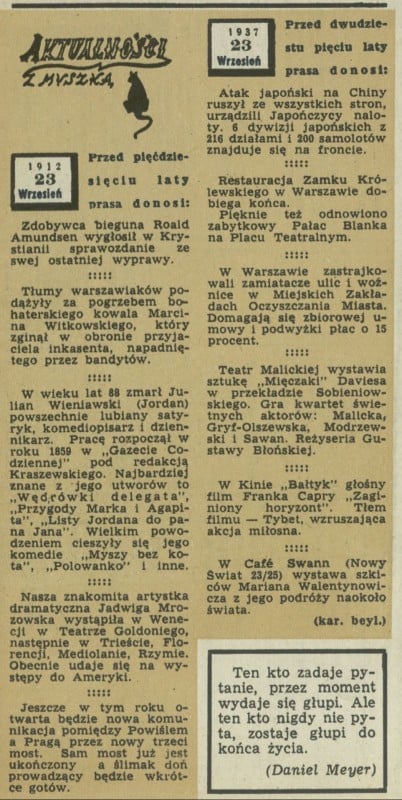 AKTUALNOŚCI
Z MYSZKĄ
1912
23
Wrzesień
Przed pięćdzie-
sięciu laty
prasa donosi:
Zdobywca bieguna Roald
Amundsen wygłosił w Kry-
stianii sprawozdanie ze
swej ostatniej wyprawy.
:::::
Tłumy warszawiaków po-
dążyły za pogrzebem bo-
haterskiego kowala Marci-
na Witkowskiego, który
zginął w obronie przyja-
ciela inkasenta, napadnię-
tego przez bandytów.
:::::
W wieku lat 88 zmarł Ju-
lian Wieniawski (Jordan)
powszechnie lubiany saty-
ryk, komediopisarz i dzien-
nikarz. Pracę rozpoczął w
roku 1859 w „Gazecie Co-
dziennej” pod redakcją
Kraszewskiego. Najbardziej
znane z jego utworów to
„Wędrówki delegata”,
„Przygody Marka i Agapi-
ta”, „Listy Jordana do pa-
na Jana”. Wielkim powo-
dzeniem cieszyły się jego
komedie „Myszy bez ko-
ta”, „Polowanko” i inne.
:::::
Nasza znakomita artystka
dramatyczna Jadwiga Mro-
zowska wystąpiła w Wene-
cji w Teatrze Goldoniego,
następnie w Trieście, Flo-
rencji, Mediolanie, Rzymie.
Obecnie udaje się na wy-
stępy do Ameryki.
:::::
Jeszcze w tym roku o-
twarta będzie nowa komu-
nikacja pomiędzy Powiślem
a Pragą przez nowy trzeci
most. Sam most już jest
ukończony a ślimak doń
prowadzący będzie wkrót-
ce gotów.
1937
23
Wrzesień
Przed dwudzie-
stu pięciu laty
prasa donosi:
Atak japoński na Chiny
ruszył ze wszystkich stron,
urządzili Japończycy nalo-
ty. 6 dywizji japońskich z
216 działami i 200 samolotów
znajduje się na froncie.
:::::
Restauracja Zamku Kró-
lewskiego w Warszawie do-
biega końca.
Pięknie też odnowiono
zabytkowy Pałac Blanka
na Placu Teatralnym.
:::::
W Warszawie zastrajko-
wali zamiatacze ulic i woź-
nice w Miejskich Zakła-
dach Oczyszczania Miasta.
Domagają się zbiorowej u-
mowy i podwyżki płac o 15
procent.
:::::
Teatr Malickiej wystawia
sztukę „Mięczaki” Daviesa
w przekładzie Sobieniow-
skiego. Gra kwartet świe-
tnych aktorów: Malicka,
Gryf-Olszewska, Modrzew-
ski i Sawan. Reżyseria Gu-
stawy Błońskiej.
:::::
W Kinie „Bałtyk” głośny
film Franka Capry „Zagi-
niony horyzont”. Tłem
filmu — Tybet, wzruszająca
akcja miłosna.
:::::
W Café Swann (Nowy
Świat 23/25) wystawa szki-
ców Mariana Walentynowi-
cza z jego podróży naokoło
świata.
(kar. beyl.)
Ten kto zadaje py-
tanie, przez moment
wydaje się głupi. Ale
ten kto nigdy nie py-
ta, zostaje głupi do
końca życia.
(Daniel Meyer)